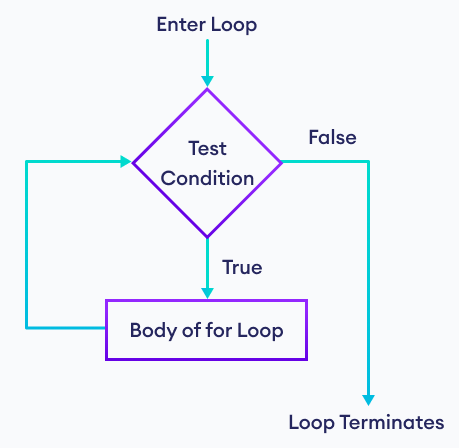 Enter Loop
Test
Condition
False
True
Body of for Loop
Loop Terminates